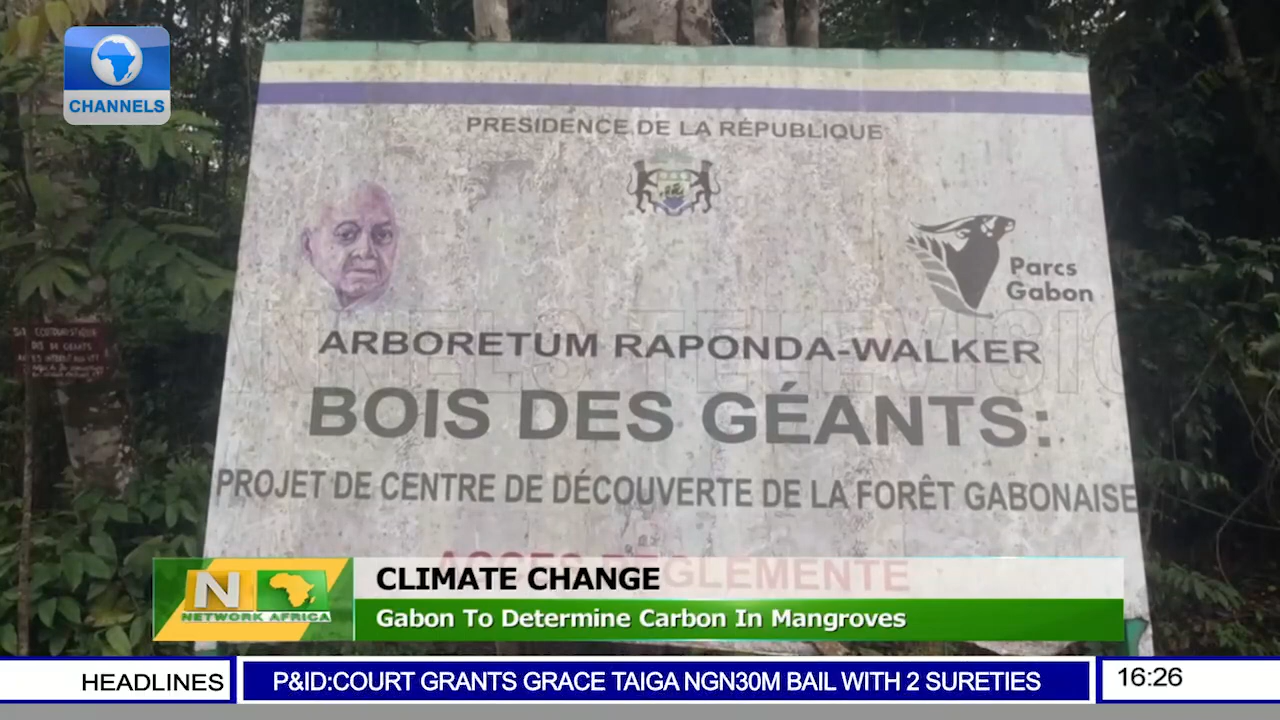 CHANNELS
PRESIDENCE DE LA RÉPUBLIQUE
Parcs
Gabon
ARBORETUM RAPONDA-WALKER
BOIS DES GÉANTS:
PROJET DE CENTRE DE DÉCOUVERTE DE LA FORÊT GABONAISE
DES GÉANTS
N
NETWORK AFRICA
CLIMATE CHANGE
Gabon To Determine Carbon In Mangroves
HEADLINES
P&ID:COURT GRANTS GRACE TAIGA NGN30M BAIL WITH 2 SURETIES
16:26